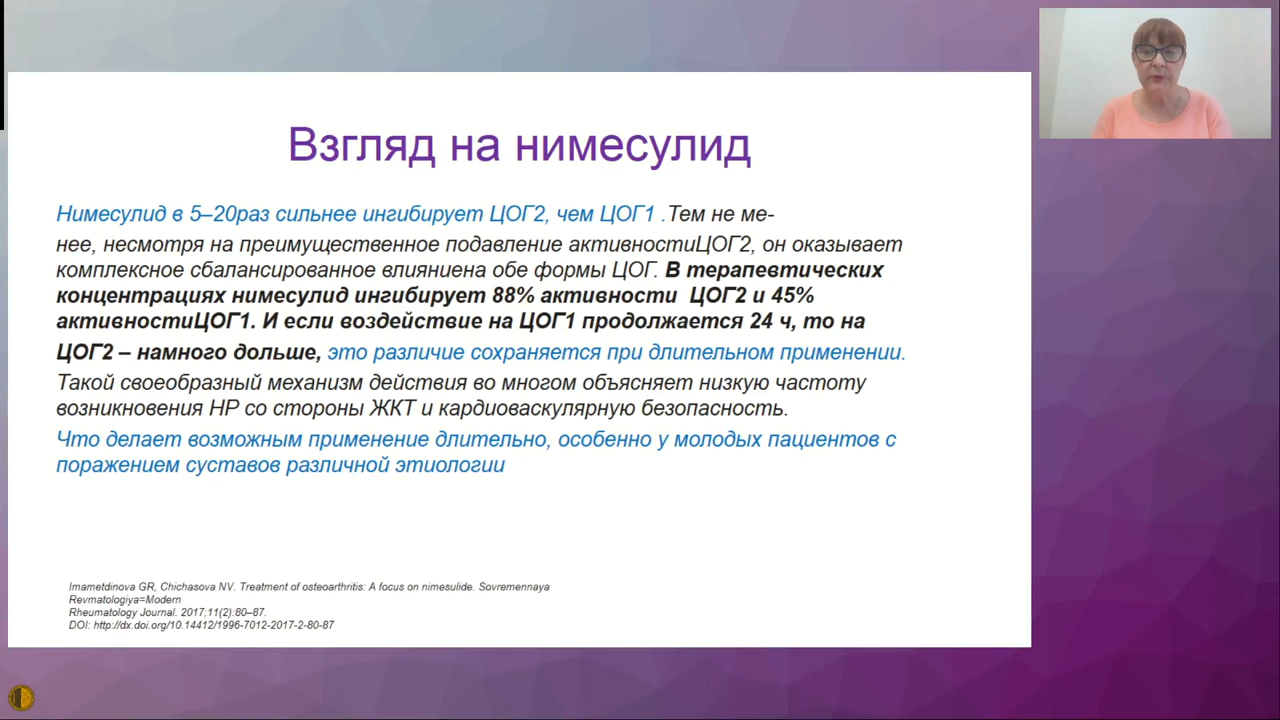 Взгляд на нимесулид
Нимесулид в 5–20раз сильнее ингибирует ЦОГ2, чем ЦОГ1 .Тем не ме-
нее, несмотря на преимущественное подавление активностиЦОГ2, он оказывает
комплексное сбалансированное влияниена обе формы ЦОГ. В терапевтических
концентрациях нимесулид ингибирует 88% активности  ЦОГ2 и 45%
активностиЦОГ1. И если воздействие на ЦОГ1 продолжается 24 ч, то на
ЦОГ2 – намного дольше, это различие сохраняется при длительном применении.
Такой своеобразный механизм действия во многом объясняет низкую частоту
возникновения НР со стороны ЖКТ и кардиоваскулярную безопасность.
Что делает возможным применение длительно, особенно у молодых пациентов с
поражением суставов различной этиологии
Imametdinova GR, Chichasova NV. Treatment of osteoarthritis: A focus on nimesulide. Sovremennaya
Revmatologiya=Modern
Rheumatology Journal. 2017;11(2):80–87.
DOI: http://dx.doi.org/10.14412/1996-7012-2017-2-80-87